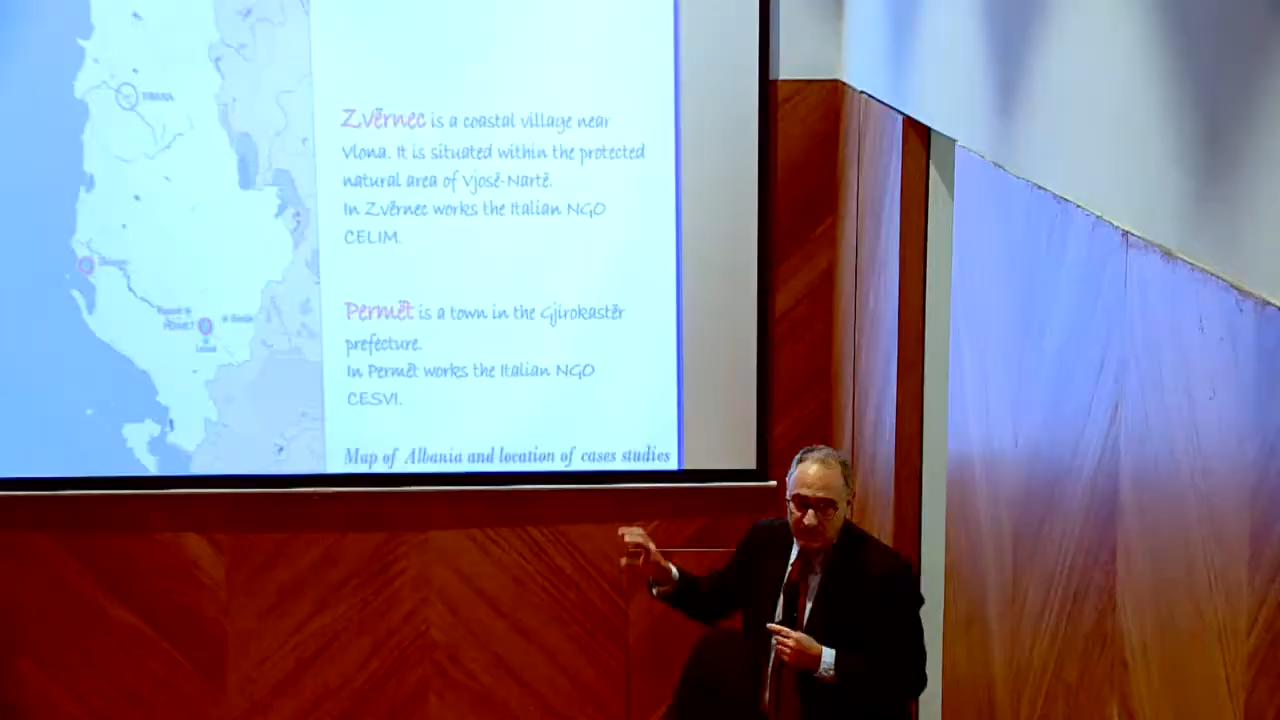 TIRANA
PËRMET
Zvërnec is a coastal village near
Vlona. It is situated within the protected
natural area of Vjosë-Nartë.
In Zvërnec works the Italian NGO
CELIM.
Permët is a town in the Gjirokastër
prefecture.
In Permët works the Italian NGO
CESVI.
Map of Albania and location of cases studies